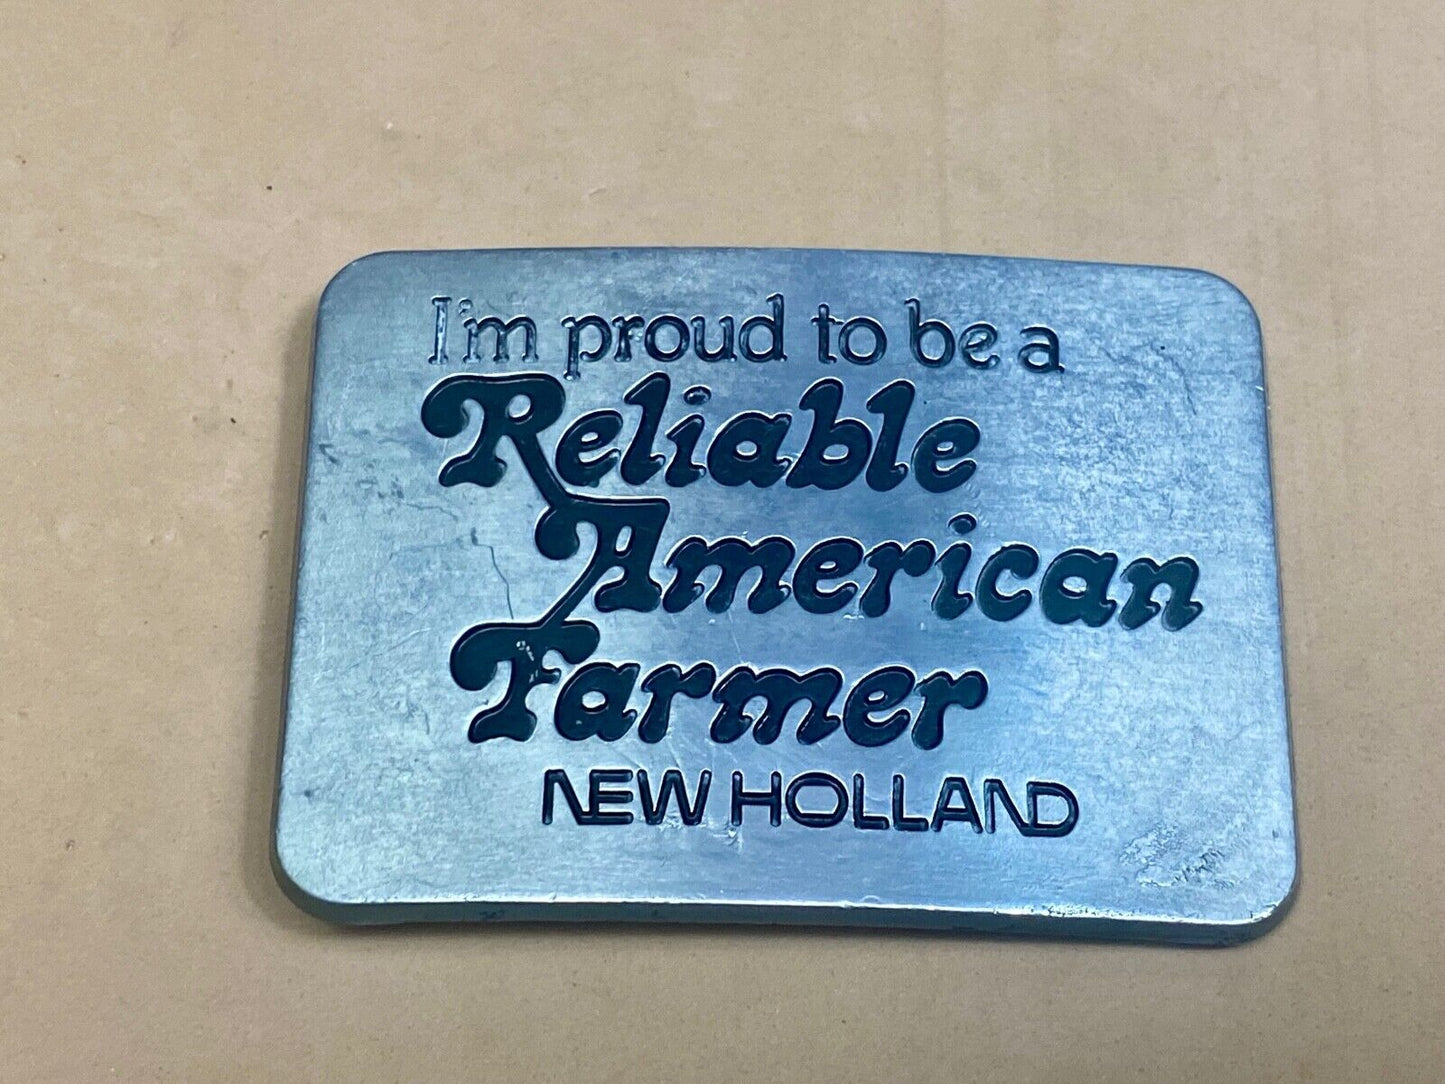 I'm proud to be a
Reliable
American
Farmer
NEW HOLLAND